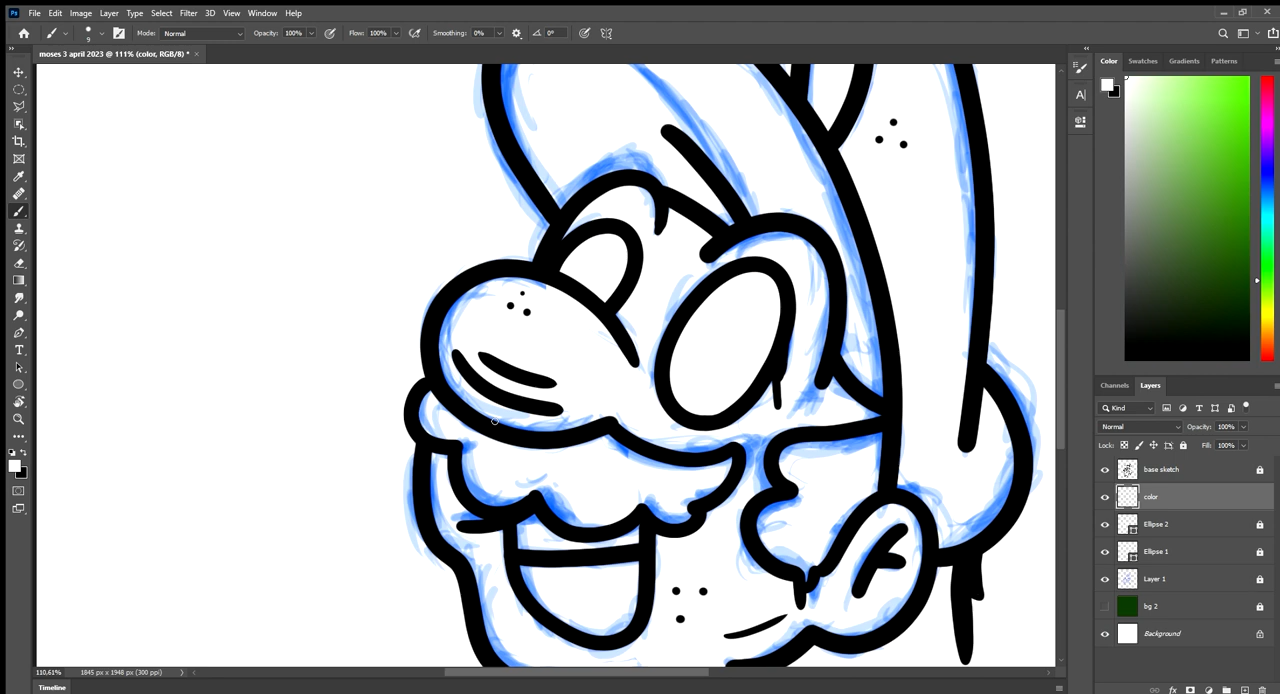 Ps File Edit Image Layer Type Select Filter 3D View Window Help
9 Mode: Normal Opacity: 100% Flow: 100% Smoothing: 0% 0°
moses 3 april 2023 @ 111% (color, RGB/8) * ×
Color Swatches Gradients Patterns
Channels Layers
Kind
Normal Opacity: 100%
Lock: Fill: 100%
base sketch
color
Ellipse 2
Ellipse 1
Layer 1
bg 2
Background
110,61% 1845 px x 1948 px (300 ppi)
Timeline
fx